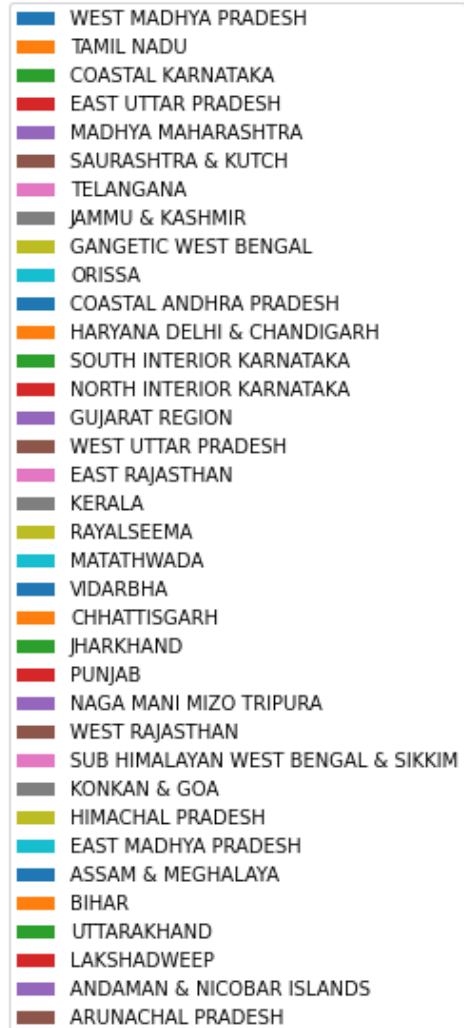 WEST MADHYA PRADESH
TAMIL NADU
COASTAL KARNATAKA
EAST UTTAR PRADESH
MADHYA MAHARASHTRA
SAURASHTRA & KUTCH
TELANGANA
JAMMU & KASHMIR
GANGETIC WEST BENGAL
ORISSA
COASTAL ANDHRA PRADESH
HARYANA DELHI & CHANDIGARH
SOUTH INTERIOR KARNATAKA
NORTH INTERIOR KARNATAKA
GUJARAT REGION
WEST UTTAR PRADESH
EAST RAJASTHAN
KERALA
RAYALSEEMA
MATATHWADA
VIDARBHA
CHHATTISGARH
JHARKHAND
PUNJAB
NAGA MANI MIZO TRIPURA
WEST RAJASTHAN
SUB HIMALAYAN WEST BENGAL & SIKKIM
KONKAN & GOA
HIMACHAL PRADESH
EAST MADHYA PRADESH
ASSAM & MEGHALAYA
BIHAR
UTTARAKHAND
LAKSHADWEEP
ANDAMAN & NICOBAR ISLANDS
ARUNACHAL PRADESH